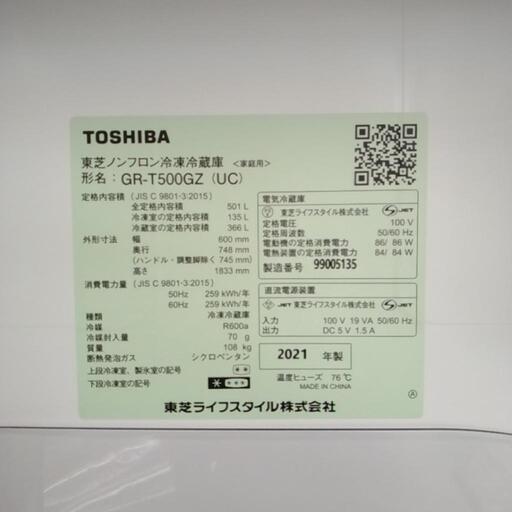 TOSHIBA
東芝ノンフロン冷凍冷蔵庫 <家庭用>
形名：GR-T500GZ (UC)
定格内容積 (JIS C 9801-3:2015)
全定格内容積 501 L
冷凍室の定格内容積 135 L
冷蔵室の定格内容積 366 L
外形寸法 幅 600 mm
奥行 748 mm
(ハンドル・調整脚除く 745 mm)
高さ 1833 mm
消費電力量 (JIS C 9801-3:2015)
50Hz 259 kWh/年
60Hz 259 kWh/年
種類 冷凍冷蔵庫
冷媒 R600a
冷媒封入量 70 g
質量 108 kg
断熱発泡ガス シクロペンタン
上段冷凍室、製氷室の記号
下段冷凍室の記号
電気冷蔵庫
東芝ライフスタイル株式会社 JET
定格電圧 100 V
定格周波数 50/60 Hz
電動機の定格消費電力 86/ 86 W
電熱装置の定格消費電力 84/ 84 W
製造番号 99005135
直流電源装置
JET 東芝ライフスタイル株式会社
入力 100 V 19 VA 50/60 Hz
出力 DC 5 V 1.5 A
2021 年製
温度ヒューズ 76℃
MADE IN CHINA
A
東芝ライフスタイル株式会社